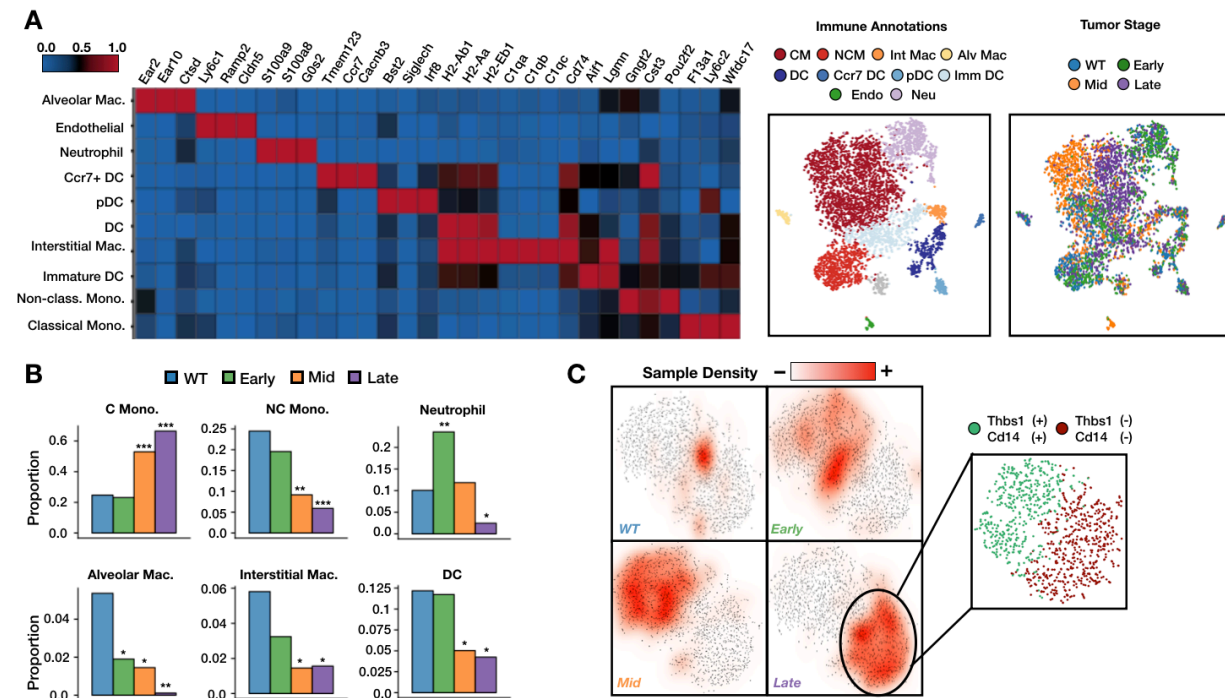 A
0.0 0.5 1.0
Ear2 Ear10 Ctsd Ly6c1 Ramp2 Cldn5 S100a9 S100a8 G0s2 Tmem123 Ccr7 Cacnb3 Bst2 Siglech Irf8 H2-Ab1 H2-Aa H2-Eb1 C1qa C1qb C1qc Cd74 Aif1 Lgmn Gngt2 Cst3 Pou2f2 F13a1 Ly6c2 Wfdc17
Alveolar Mac.
Endothelial
Neutrophil
Ccr7+ DC
pDC
DC
Interstitial Mac.
Immature DC
Non-class. Mono.
Classical Mono.
Immune Annotations
CM NCM Int Mac Alv Mac
DC Ccr7 DC pDC Imm DC
Endo Neu
Tumor Stage
WT Early
Mid Late
B
WT Early Mid Late
C Mono.
Proportion
0.6
0.4
0.2
0.0
*** ***
NC Mono.
0.25
0.2
0.15
0.1
0.05
0.0
** ***
Neutrophil
0.2
0.15
0.1
0.05
0.0
** *
Alveolar Mac.
Proportion
0.04
0.02
0.0
* * **
Interstitial Mac.
0.06
0.04
0.02
0.0
* *
DC
0.125
0.1
0.075
0.05
0.025
0.0
* *
C
Sample Density − +
WT
Early
Mid
Late
Thbs1 (+) Thbs1 (-)
Cd14 (+) Cd14 (-)